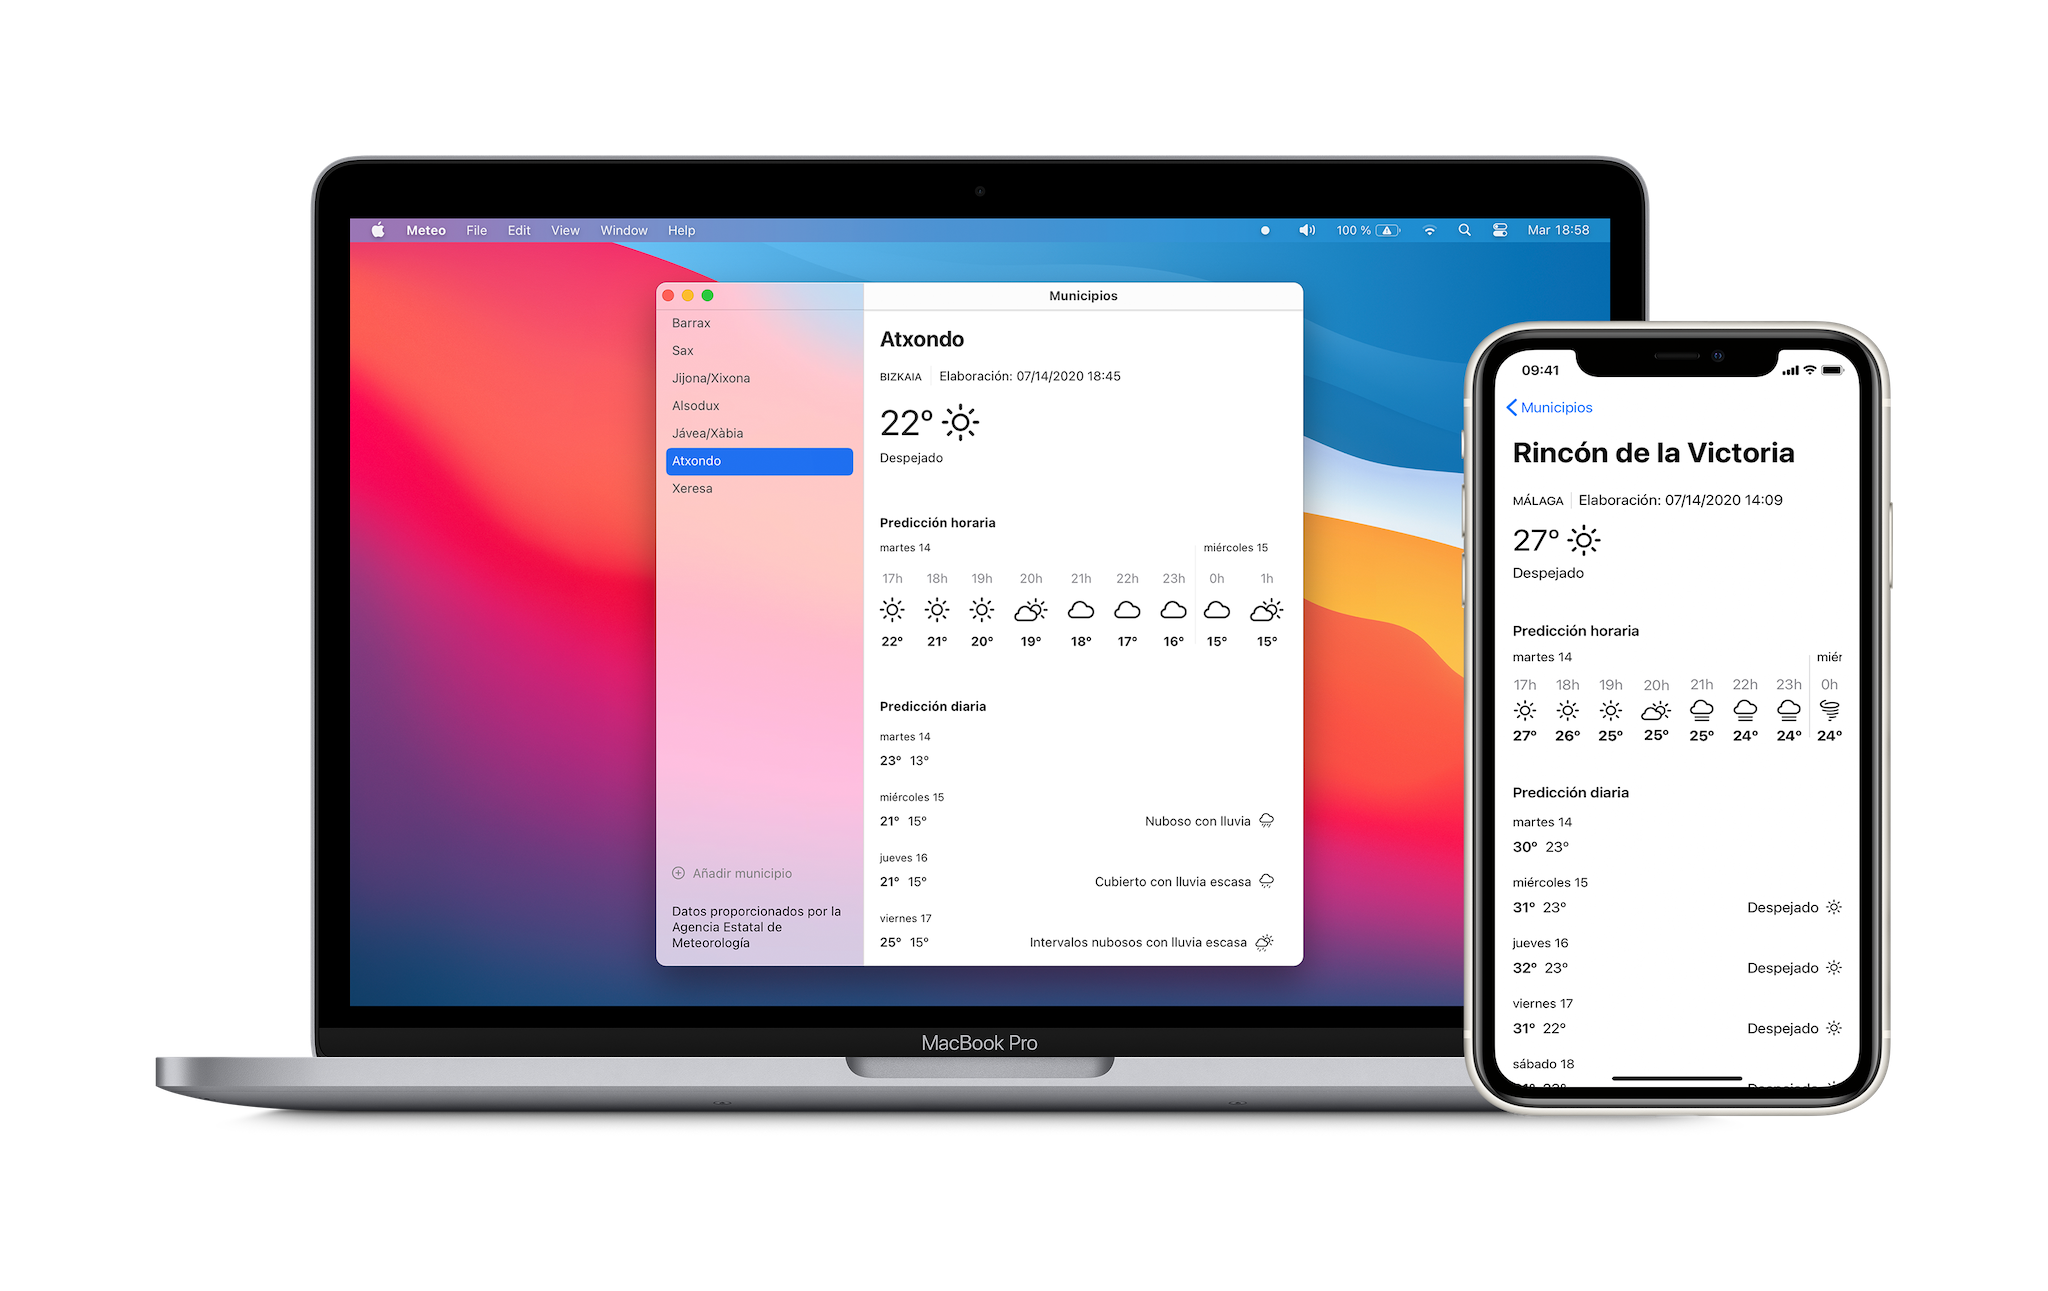 Meteo File Edit View Window Help
100 %
Mar 18:58
Municipios
Barrax
Sax
Jijona/Xixona
Alsodux
Jávea/Xàbia
Atxondo
Xeresa
Añadir municipio
Datos proporcionados por la
Agencia Estatal de
Meteorología
Atxondo
BIZKAIA Elaboración: 07/14/2020 18:45
22°
Despejado
Predicción horaria
martes 14 miércoles 15
17h 18h 19h 20h 21h 22h 23h 0h 1h
22° 21° 20° 19° 18° 17° 16° 15° 15°
Predicción diaria
martes 14
23° 13°
miércoles 15
21° 15° Nuboso con lluvia
jueves 16
21° 15° Cubierto con lluvia escasa
viernes 17
25° 15° Intervalos nubosos con lluvia escasa
MacBook Pro
09:41
Municipios
Rincón de la Victoria
MÁLAGA Elaboración: 07/14/2020 14:09
27°
Despejado
Predicción horaria
martes 14 miér
17h 18h 19h 20h 21h 22h 23h 0h
27° 26° 25° 25° 25° 24° 24° 24°
Predicción diaria
martes 14
30° 23°
miércoles 15
31° 23° Despejado
jueves 16
32° 23° Despejado
viernes 17
31° 22° Despejado
sábado 18